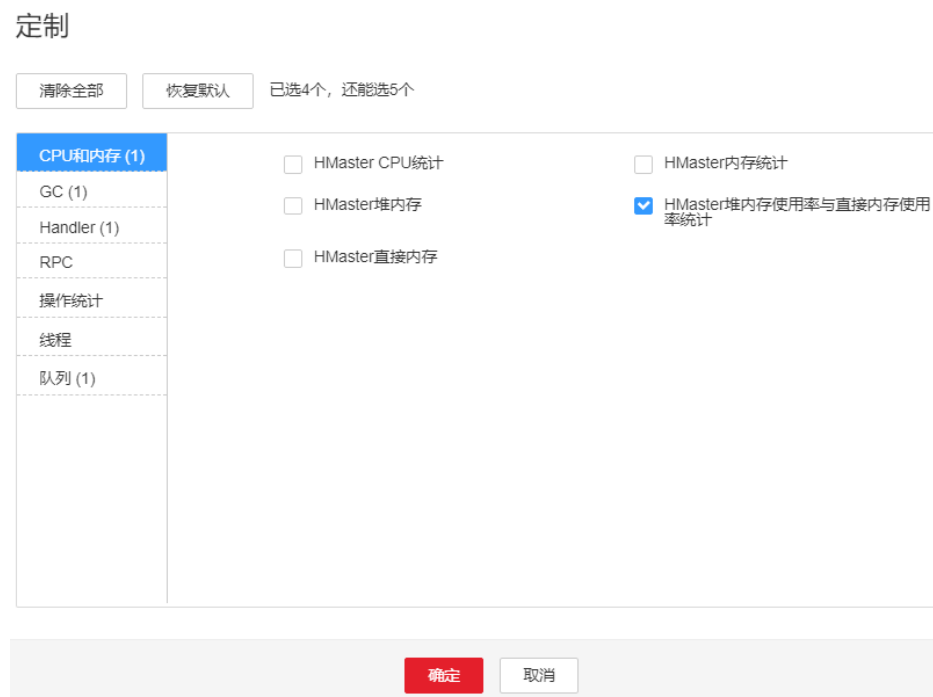 定制
清除全部
恢复默认
已选4个，还能选5个
CPU和内存 (1)
GC (1)
Handler (1)
RPC
操作统计
线程
队列 (1)
HMaster CPU统计
HMaster内存统计
HMaster堆内存
HMaster堆内存使用率与直接内存使用
率统计
HMaster直接内存
确定
取消